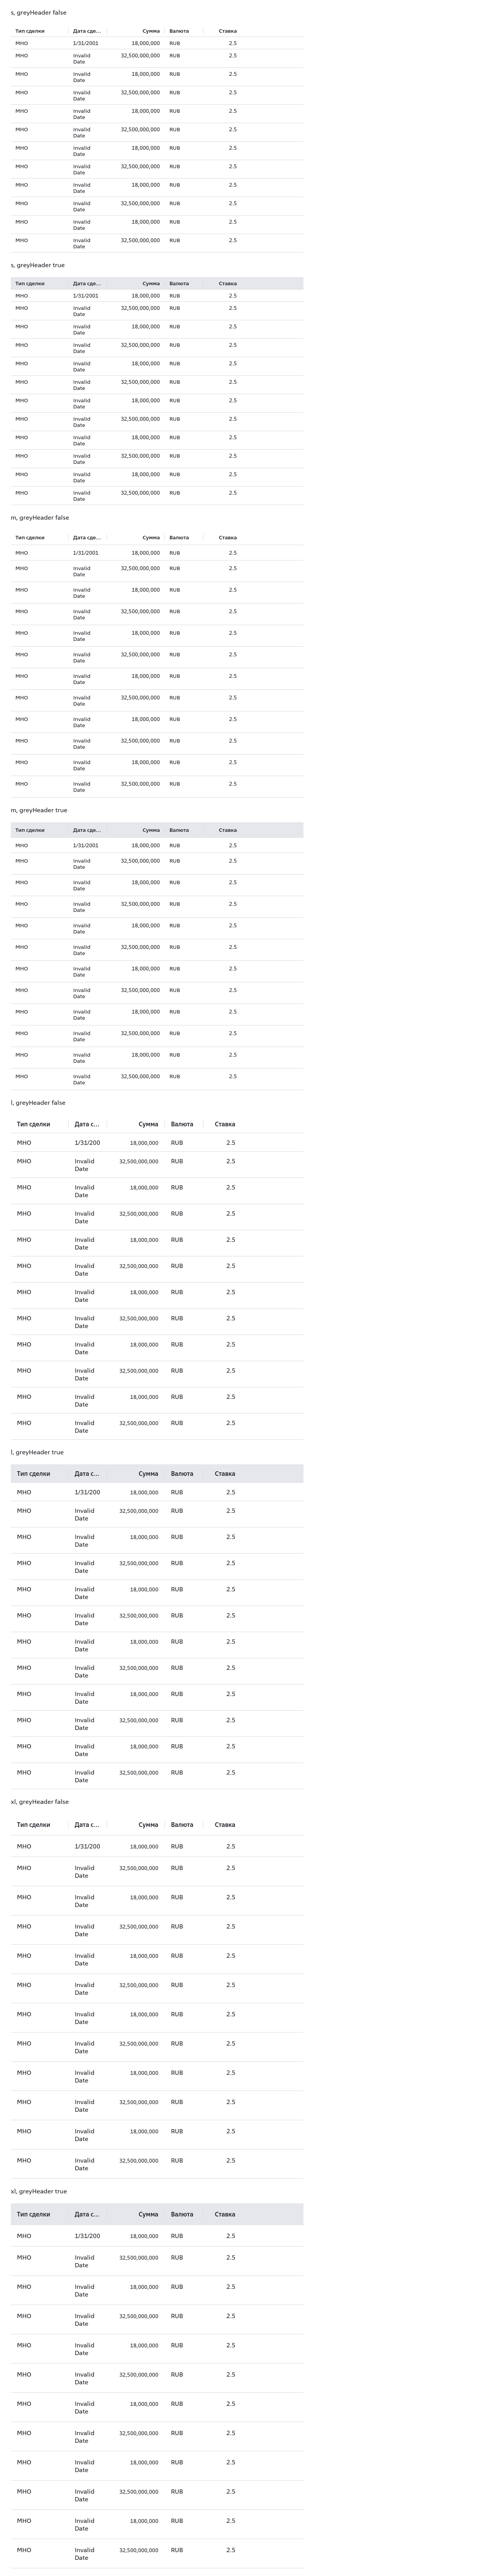 s, greyHeader false
Тип сделки Дата сде... Сумма Валюта Ставка
МНО 1/31/2001 18,000,000 RUB 2.5
МНО Invalid 32,500,000,000 RUB 2.5
Date
МНО Invalid 18,000,000 RUB 2.5
Date
МНО Invalid 32,500,000,000 RUB 2.5
Date
МНО Invalid 18,000,000 RUB 2.5
Date
МНО Invalid 32,500,000,000 RUB 2.5
Date
МНО Invalid 18,000,000 RUB 2.5
Date
МНО Invalid 32,500,000,000 RUB 2.5
Date
МНО Invalid 18,000,000 RUB 2.5
Date
МНО Invalid 32,500,000,000 RUB 2.5
Date
МНО Invalid 18,000,000 RUB 2.5
Date
МНО Invalid 32,500,000,000 RUB 2.5
Date
s, greyHeader true
Тип сделки Дата сде... Сумма Валюта Ставка
МНО 1/31/2001 18,000,000 RUB 2.5
МНО Invalid 32,500,000,000 RUB 2.5
Date
МНО Invalid 18,000,000 RUB 2.5
Date
МНО Invalid 32,500,000,000 RUB 2.5
Date
МНО Invalid 18,000,000 RUB 2.5
Date
МНО Invalid 32,500,000,000 RUB 2.5
Date
МНО Invalid 18,000,000 RUB 2.5
Date
МНО Invalid 32,500,000,000 RUB 2.5
Date
МНО Invalid 18,000,000 RUB 2.5
Date
МНО Invalid 32,500,000,000 RUB 2.5
Date
МНО Invalid 18,000,000 RUB 2.5
Date
МНО Invalid 32,500,000,000 RUB 2.5
Date
m, greyHeader false
Тип сделки Дата сде... Сумма Валюта Ставка
МНО 1/31/2001 18,000,000 RUB 2.5
МНО Invalid 32,500,000,000 RUB 2.5
Date
МНО Invalid 18,000,000 RUB 2.5
Date
МНО Invalid 32,500,000,000 RUB 2.5
Date
МНО Invalid 18,000,000 RUB 2.5
Date
МНО Invalid 32,500,000,000 RUB 2.5
Date
МНО Invalid 18,000,000 RUB 2.5
Date
МНО Invalid 32,500,000,000 RUB 2.5
Date
МНО Invalid 18,000,000 RUB 2.5
Date
МНО Invalid 32,500,000,000 RUB 2.5
Date
МНО Invalid 18,000,000 RUB 2.5
Date
МНО Invalid 32,500,000,000 RUB 2.5
Date
m, greyHeader true
Тип сделки Дата сде... Сумма Валюта Ставка
МНО 1/31/2001 18,000,000 RUB 2.5
МНО Invalid 32,500,000,000 RUB 2.5
Date
МНО Invalid 18,000,000 RUB 2.5
Date
МНО Invalid 32,500,000,000 RUB 2.5
Date
МНО Invalid 18,000,000 RUB 2.5
Date
МНО Invalid 32,500,000,000 RUB 2.5
Date
МНО Invalid 18,000,000 RUB 2.5
Date
МНО Invalid 32,500,000,000 RUB 2.5
Date
МНО Invalid 18,000,000 RUB 2.5
Date
МНО Invalid 32,500,000,000 RUB 2.5
Date
МНО Invalid 18,000,000 RUB 2.5
Date
МНО Invalid 32,500,000,000 RUB 2.5
Date
l, greyHeader false
Тип сделки Дата с... Сумма Валюта Ставка
МНО 1/31/200 18,000,000 RUB 2.5
МНО Invalid 32,500,000,000 RUB 2.5
Date
МНО Invalid 18,000,000 RUB 2.5
Date
МНО Invalid 32,500,000,000 RUB 2.5
Date
МНО Invalid 18,000,000 RUB 2.5
Date
МНО Invalid 32,500,000,000 RUB 2.5
Date
МНО Invalid 18,000,000 RUB 2.5
Date
МНО Invalid 32,500,000,000 RUB 2.5
Date
МНО Invalid 18,000,000 RUB 2.5
Date
МНО Invalid 32,500,000,000 RUB 2.5
Date
МНО Invalid 18,000,000 RUB 2.5
Date
МНО Invalid 32,500,000,000 RUB 2.5
Date
l, greyHeader true
Тип сделки Дата с... Сумма Валюта Ставка
МНО 1/31/200 18,000,000 RUB 2.5
МНО Invalid 32,500,000,000 RUB 2.5
Date
МНО Invalid 18,000,000 RUB 2.5
Date
МНО Invalid 32,500,000,000 RUB 2.5
Date
МНО Invalid 18,000,000 RUB 2.5
Date
МНО Invalid 32,500,000,000 RUB 2.5
Date
МНО Invalid 18,000,000 RUB 2.5
Date
МНО Invalid 32,500,000,000 RUB 2.5
Date
МНО Invalid 18,000,000 RUB 2.5
Date
МНО Invalid 32,500,000,000 RUB 2.5
Date
МНО Invalid 18,000,000 RUB 2.5
Date
МНО Invalid 32,500,000,000 RUB 2.5
Date
xl, greyHeader false
Тип сделки Дата с... Сумма Валюта Ставка
МНО 1/31/200 18,000,000 RUB 2.5
МНО Invalid 32,500,000,000 RUB 2.5
Date
МНО Invalid 18,000,000 RUB 2.5
Date
МНО Invalid 32,500,000,000 RUB 2.5
Date
МНО Invalid 18,000,000 RUB 2.5
Date
МНО Invalid 32,500,000,000 RUB 2.5
Date
МНО Invalid 18,000,000 RUB 2.5
Date
МНО Invalid 32,500,000,000 RUB 2.5
Date
МНО Invalid 18,000,000 RUB 2.5
Date
МНО Invalid 32,500,000,000 RUB 2.5
Date
МНО Invalid 18,000,000 RUB 2.5
Date
МНО Invalid 32,500,000,000 RUB 2.5
Date
xl, greyHeader true
Тип сделки Дата с... Сумма Валюта Ставка
МНО 1/31/200 18,000,000 RUB 2.5
МНО Invalid 32,500,000,000 RUB 2.5
Date
МНО Invalid 18,000,000 RUB 2.5
Date
МНО Invalid 32,500,000,000 RUB 2.5
Date
МНО Invalid 18,000,000 RUB 2.5
Date
МНО Invalid 32,500,000,000 RUB 2.5
Date
МНО Invalid 18,000,000 RUB 2.5
Date
МНО Invalid 32,500,000,000 RUB 2.5
Date
МНО Invalid 18,000,000 RUB 2.5
Date
МНО Invalid 32,500,000,000 RUB 2.5
Date
МНО Invalid 18,000,000 RUB 2.5
Date
МНО Invalid 32,500,000,000 RUB 2.5
Date